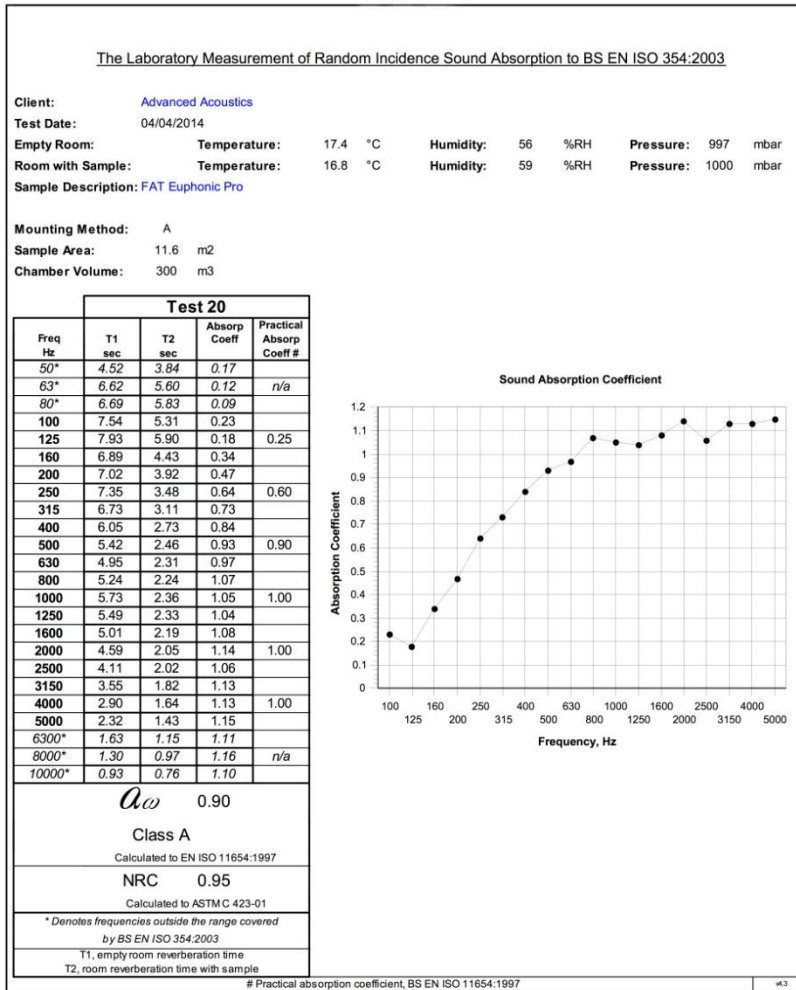 The Laboratory Measurement of Random Incidence Sound Absorption to BS EN ISO 354:2003
Client: Advanced Acoustics
Test Date: 04/04/2014
Empty Room: Temperature: 17.4 °C Humidity: 56 %RH Pressure: 997 mbar
Room with Sample: Temperature: 16.8 °C Humidity: 59 %RH Pressure: 1000 mbar
Sample Description: FAT Euphonic Pro
Mounting Method: A
Sample Area: 11.6 m2
Chamber Volume: 300 m3
Test 20
Freq Hz T1 sec T2 sec Absorp Coeff Practical Absorp Coeff #
50* 4.52 3.84 0.17
63* 6.62 5.60 0.12 n/a
80* 6.69 5.83 0.09
100 7.54 5.31 0.23
125 7.93 5.90 0.18 0.25
160 6.89 4.43 0.34
200 7.02 3.92 0.47
250 7.35 3.48 0.64 0.60
315 6.73 3.11 0.73
400 6.05 2.73 0.84
500 5.42 2.46 0.93 0.90
630 4.95 2.31 0.97
800 5.24 2.24 1.07
1000 5.73 2.36 1.05 1.00
1250 5.49 2.33 1.04
1600 5.01 2.19 1.08
2000 4.59 2.05 1.14 1.00
2500 4.11 2.02 1.06
3150 3.55 1.82 1.13
4000 2.90 1.64 1.13 1.00
5000 2.32 1.43 1.15
6300* 1.63 1.15 1.11
8000* 1.30 0.97 1.16 n/a
10000* 0.93 0.76 1.10
aω 0.90
Class A
Calculated to EN ISO 11654:1997
NRC 0.95
Calculated to ASTM C 423-01
* Denotes frequencies outside the range covered
by BS EN ISO 354:2003
T1, empty room reverberation time
T2, room reverberation time with sample
Sound Absorption Coefficient
Absorption Coefficient
1.2
1.1
1
0.9
0.8
0.7
0.6
0.5
0.4
0.3
0.2
0.1
0
100 160 250 400 630 1000 1600 2500 4000
125 200 315 500 800 1250 2000 3150 5000
Frequency, Hz
# Practical absorption coefficient, BS EN ISO 11654:1997
v4.3